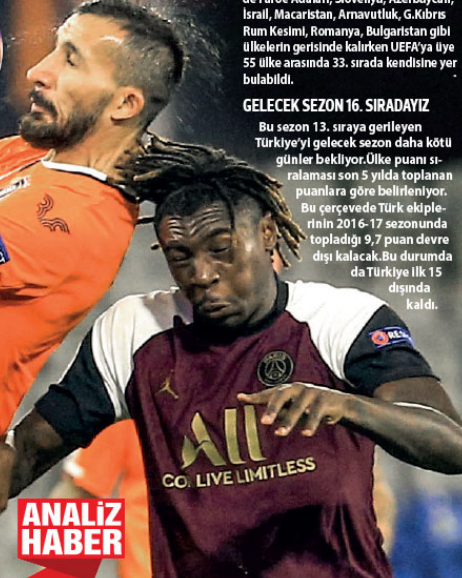 de Faroe Adaları, Slovenya, Azerbaycan,
İsrail, Macaristan, Arnavutluk, G.Kıbrıs
Rum Kesimi, Romanya, Bulgaristan gibi
ülkelerin gerisinde kalırken UEFA'ya üye
55 ülke arasında 33. sırada kendisine yer
bulabildi.
GELECEK SEZON 16. SIRADAYIZ
Bu sezon 13. sıraya gerileyen
Türkiye'yi gelecek sezon daha kötü
günler bekliyor.Ülke puanı sı-
ralaması son 5 yılda toplanan
puanlara göre belirleniyor.
Bu çerçevede Türk ekiple-
rinin 2016-17 sezonunda
topladığı 9,7 puan devre
dışı kalacak.Bu durumda
da Türkiye ilk 15
dışında
kaldı.
PARIS
All
CO. LIVE LIMITLESS
ANALİZ
HABER